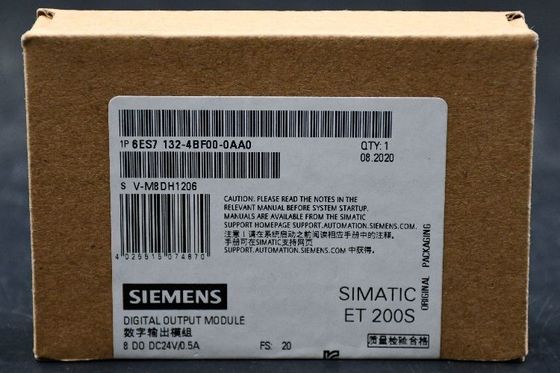 1P 6ES7 132-4BF00-0AA0
QTY: 1
08.2020
S V-M8DH1206
CAUTION: PLEASE READ THE NOTES IN THE
RELEVANT MANUAL BEFORE SYSTEM STARTUP.
MANUALS ARE AVAILABLE FROM THE SIMATIC
SUPPORT HOMEPAGE SUPPORT.AUTOMATION.SIEMENS.COM
注意!请在系统启动之前阅读相应手册中的注释。
手册可在SIMATIC支持网页
SUPPORT.AUTOMATION.SIEMENS.COM 中获得。
4 025515 074870
ORIGINAL PACKAGING
SIEMENS
SIMATIC
ET 200S
DIGITAL OUTPUT MODULE
数字输出模组
8 DO DC24V/0.5A
FS: 20
质量检验合格